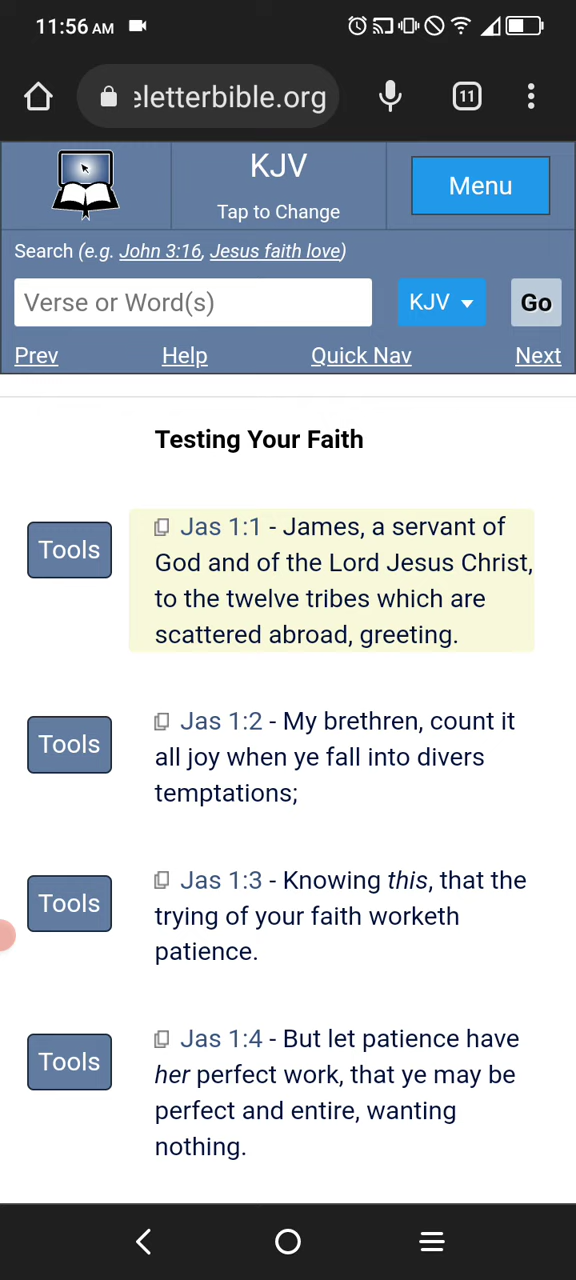 11:56 AM
eletterbible.org
11
KJV
Tap to Change
Menu
Search (e.g. John 3:16, Jesus faith love)
Verse or Word(s)
KJV
Go
Prev
Help
Quick Nav
Next
Testing Your Faith
Tools
Jas 1:1 - James, a servant of
God and of the Lord Jesus Christ,
to the twelve tribes which are
scattered abroad, greeting.
Tools
Jas 1:2 - My brethren, count it
all joy when ye fall into divers
temptations;
Tools
Jas 1:3 - Knowing this, that the
trying of your faith worketh
patience.
Tools
Jas 1:4 - But let patience have
her perfect work, that ye may be
perfect and entire, wanting
nothing.